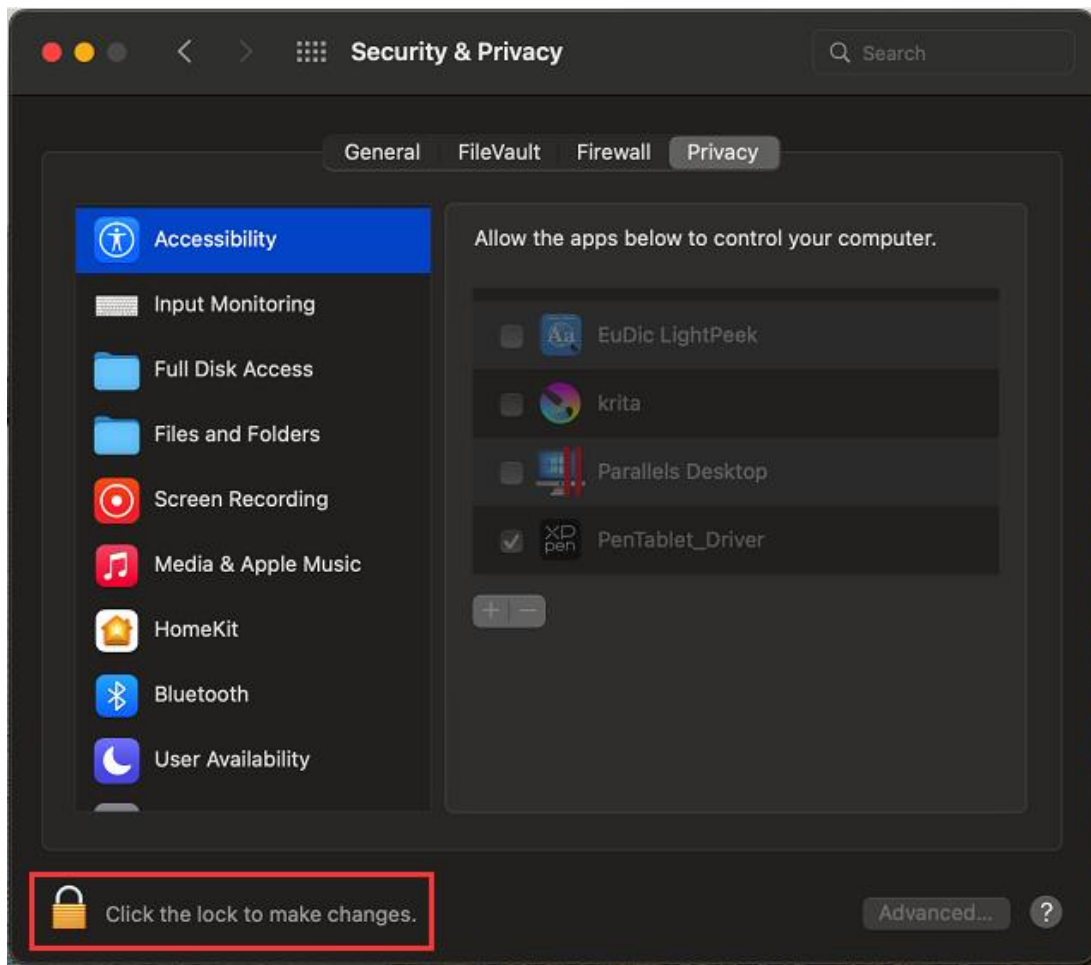 Security & Privacy
Search
General FileVault Firewall Privacy
Accessibility
Input Monitoring
Full Disk Access
Files and Folders
Screen Recording
Media & Apple Music
HomeKit
Bluetooth
User Availability
Allow the apps below to control your computer.
Aa EuDic LightPeek
krita
Parallels Desktop
XP
pen PenTablet_Driver
+ −
Click the lock to make changes.
Advanced... ?